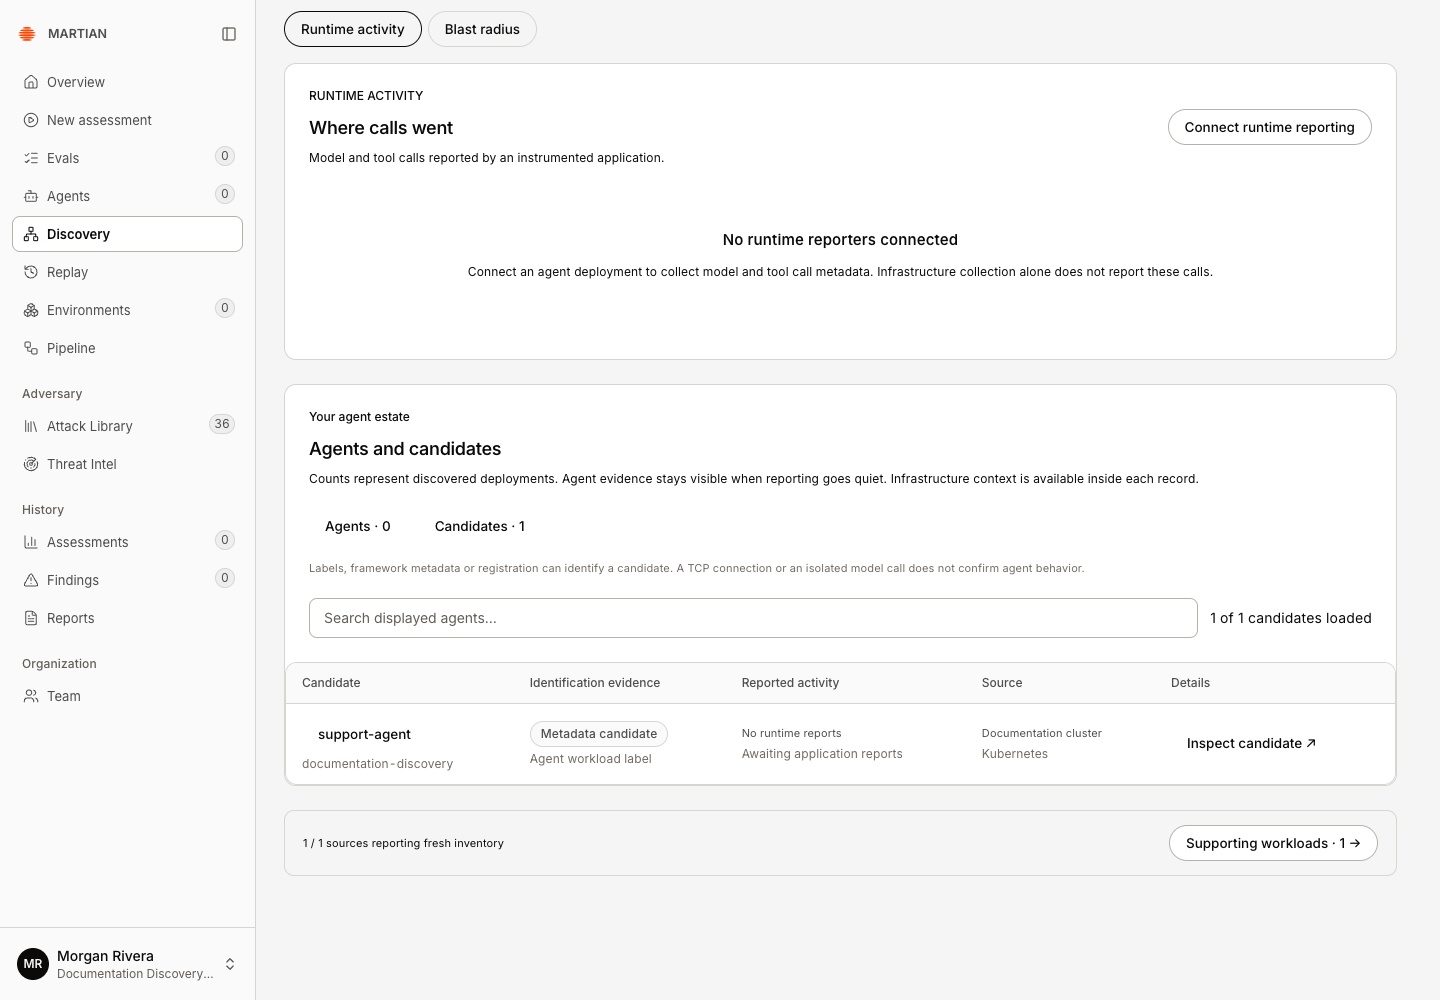 MARTIAN
Overview
New assessment
Evals 0
Agents 0
Discovery
Replay
Environments 0
Pipeline
Adversary
Attack Library 36
Threat Intel
History
Assessments 0
Findings 0
Reports
Organization
Team
MR
Morgan Rivera
Documentation Discovery...
Runtime activity Blast radius
RUNTIME ACTIVITY
Where calls went
Connect runtime reporting
Model and tool calls reported by an instrumented application.
No runtime reporters connected
Connect an agent deployment to collect model and tool call metadata. Infrastructure collection alone does not report these calls.
Your agent estate
Agents and candidates
Counts represent discovered deployments. Agent evidence stays visible when reporting goes quiet. Infrastructure context is available inside each record.
Agents · 0 Candidates · 1
Labels, framework metadata or registration can identify a candidate. A TCP connection or an isolated model call does not confirm agent behavior.
Search displayed agents... 1 of 1 candidates loaded
Candidate Identification evidence Reported activity Source Details
support-agent Metadata candidate No runtime reports Documentation cluster Inspect candidate ↗
documentation-discovery Agent workload label Awaiting application reports Kubernetes
1 / 1 sources reporting fresh inventory Supporting workloads · 1 →